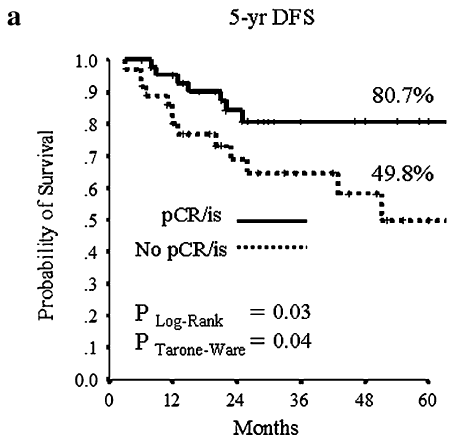 a
5-yr DFS
Probability of Survival
1.0
.9
.8
.7
.6
.5
.4
.3
.2
.1
0.0
80.7%
49.8%
pCR/is
No pCR/is
P Log-Rank = 0.03
P Tarone-Ware = 0.04
0 12 24 36 48 60
Months